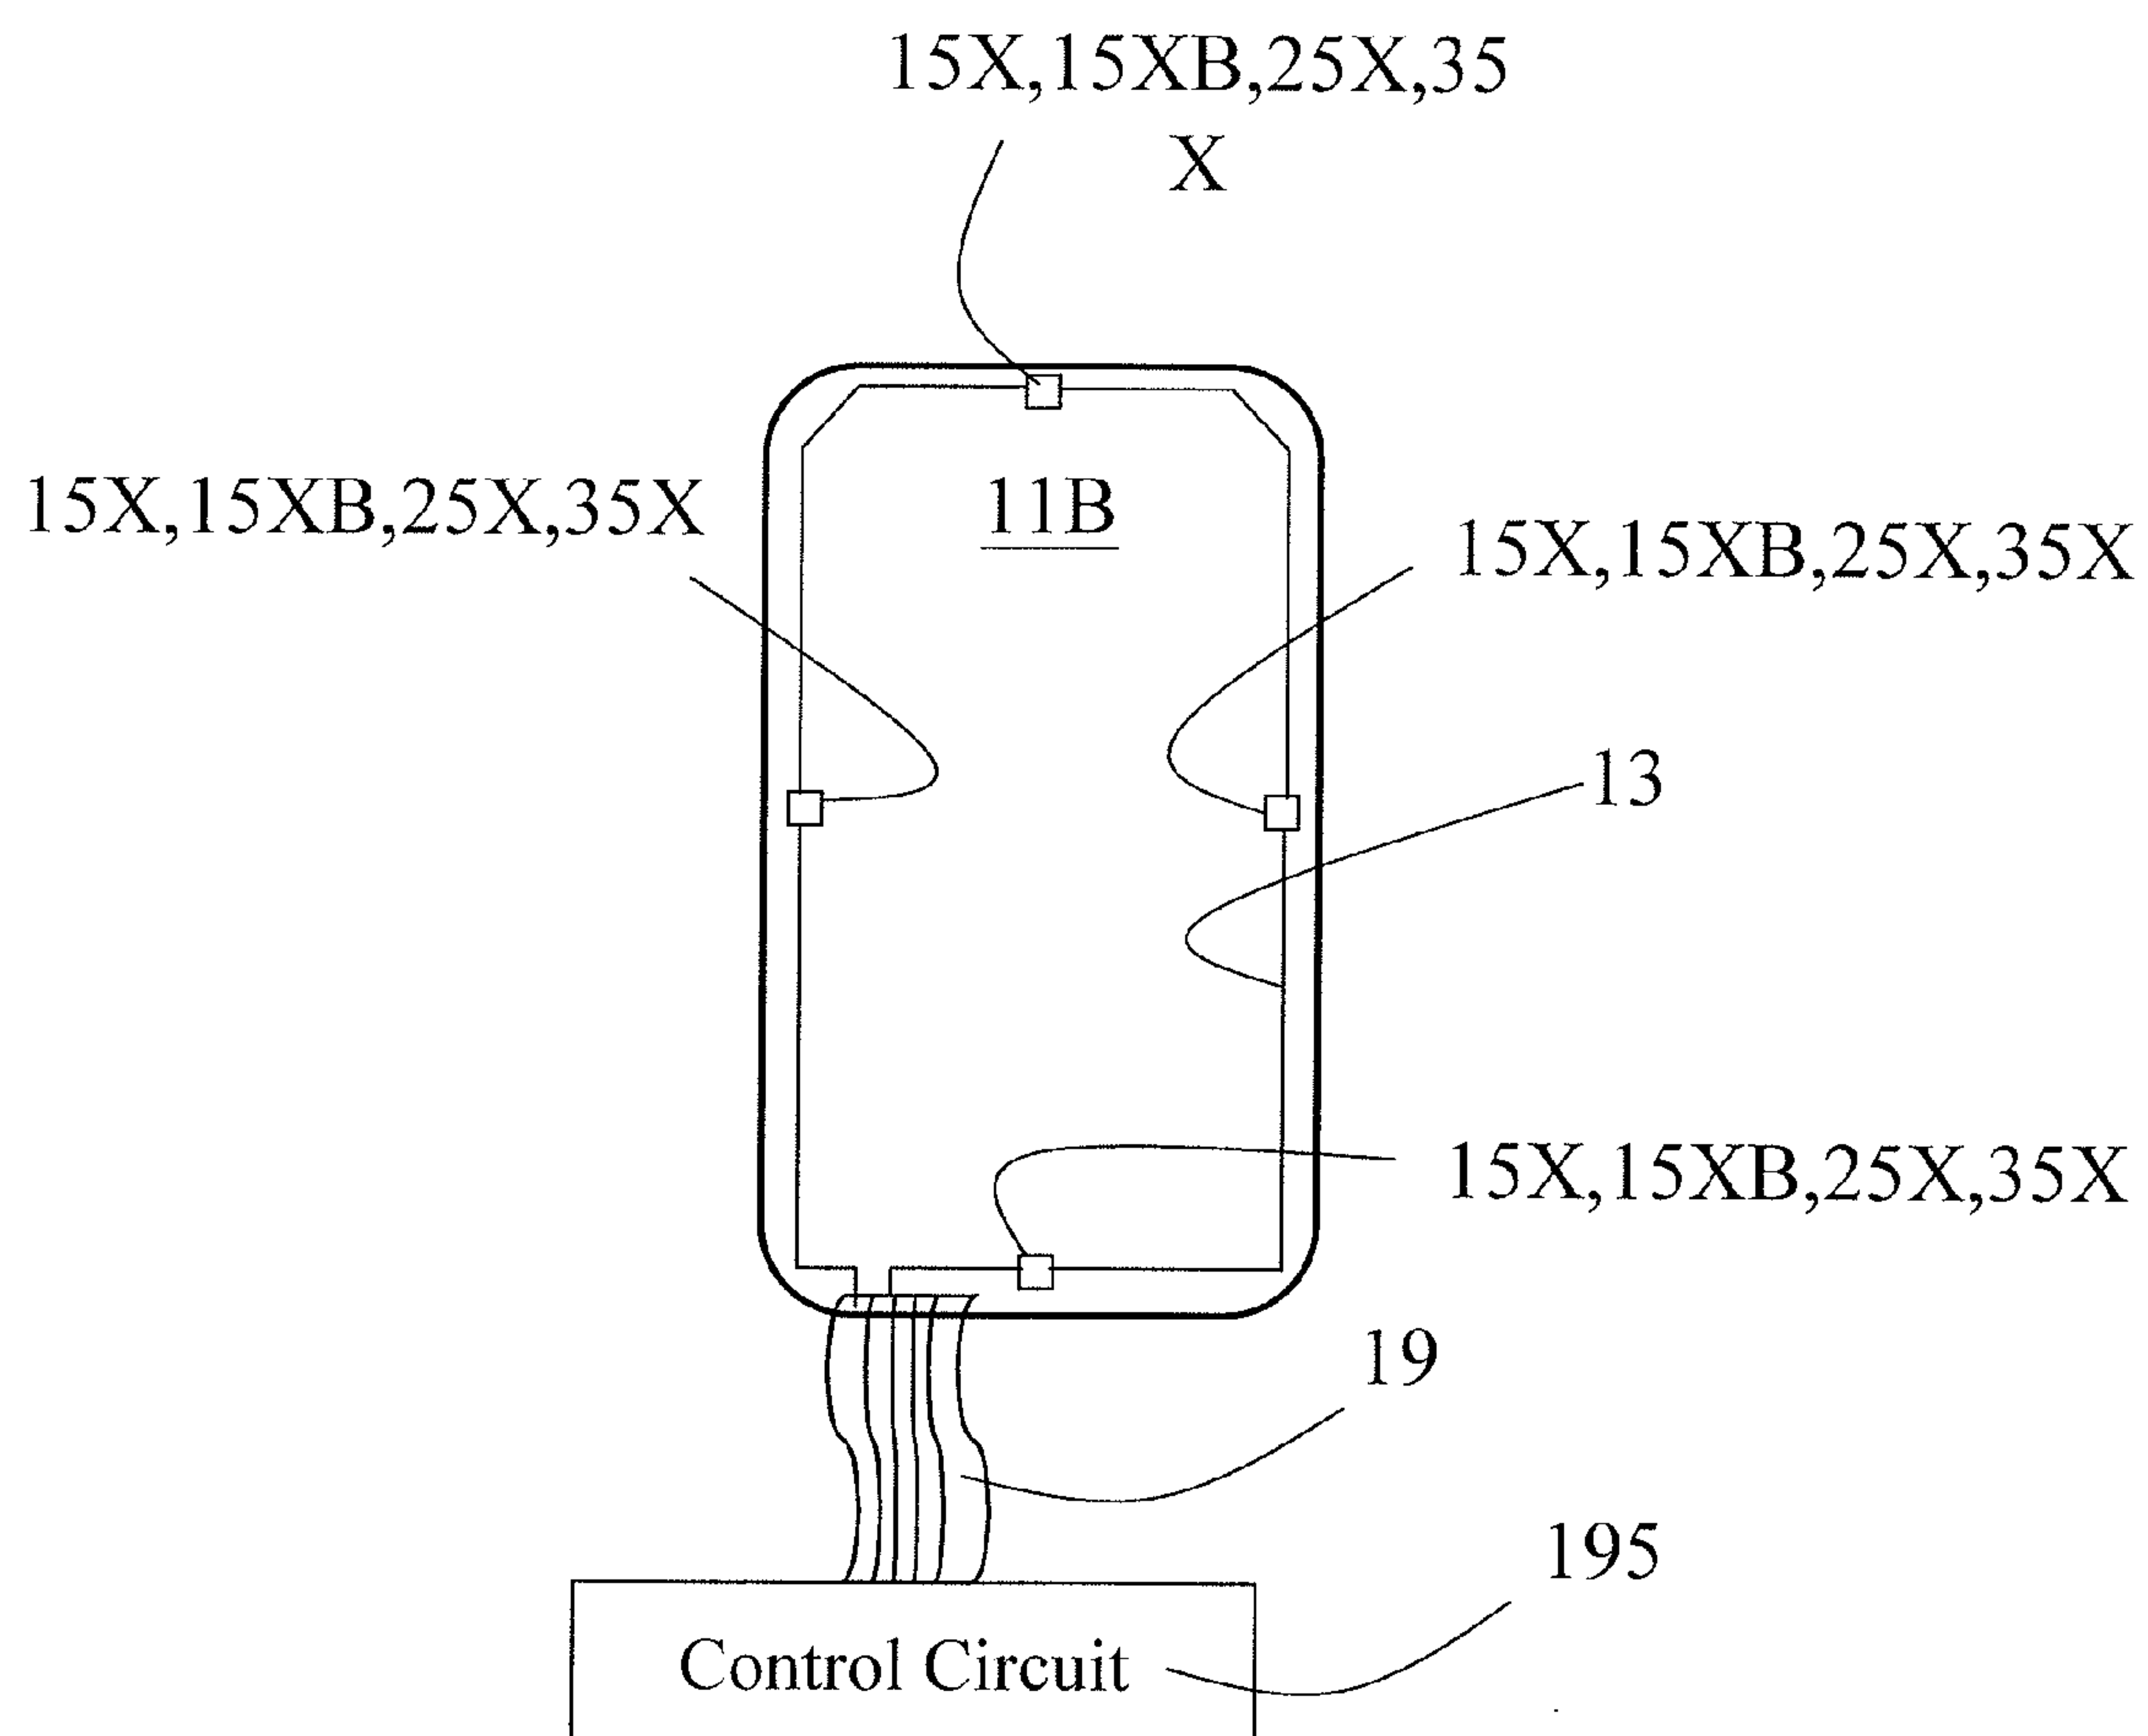 15X,15XB,25X,35
X
15X,15XB,25X,35X
11B
15X,15XB,25X,35X
13
15X,15XB,25X,35X
19
195
Control Circuit